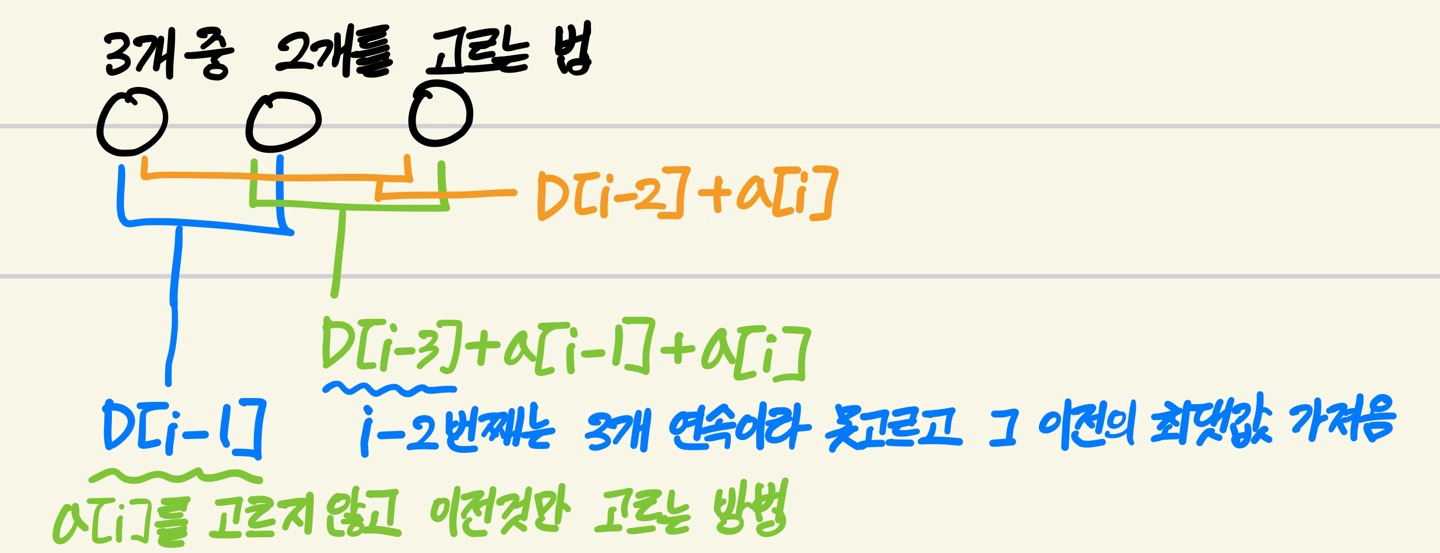 3개 중 2개를 고르는 법
D[i-2]+a[i]
D[i-3]+a[i-1]+a[i]
D[i-1]
i-2번째는 3개 연속이라 못고르고 그 이전의 최댓값 가져옴
a[i]를 고르지않고 이전것만 고르는 방법